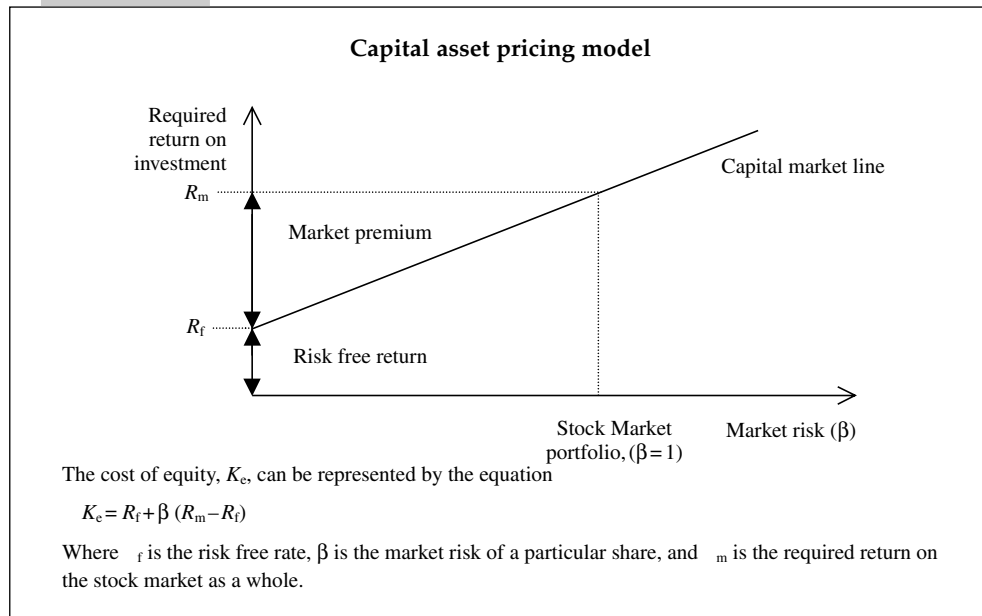 Capital asset pricing model
Required
return on
investment
Capital market line
Rm
Market premium
Rf
Risk free return
Stock Market
portfolio, (β=1)
Market risk (β)
The cost of equity, Ke, can be represented by the equation
Ke = Rf + β (Rm – Rf)
Where f is the risk free rate, β is the market risk of a particular share, and m is the required return on
the stock market as a whole.